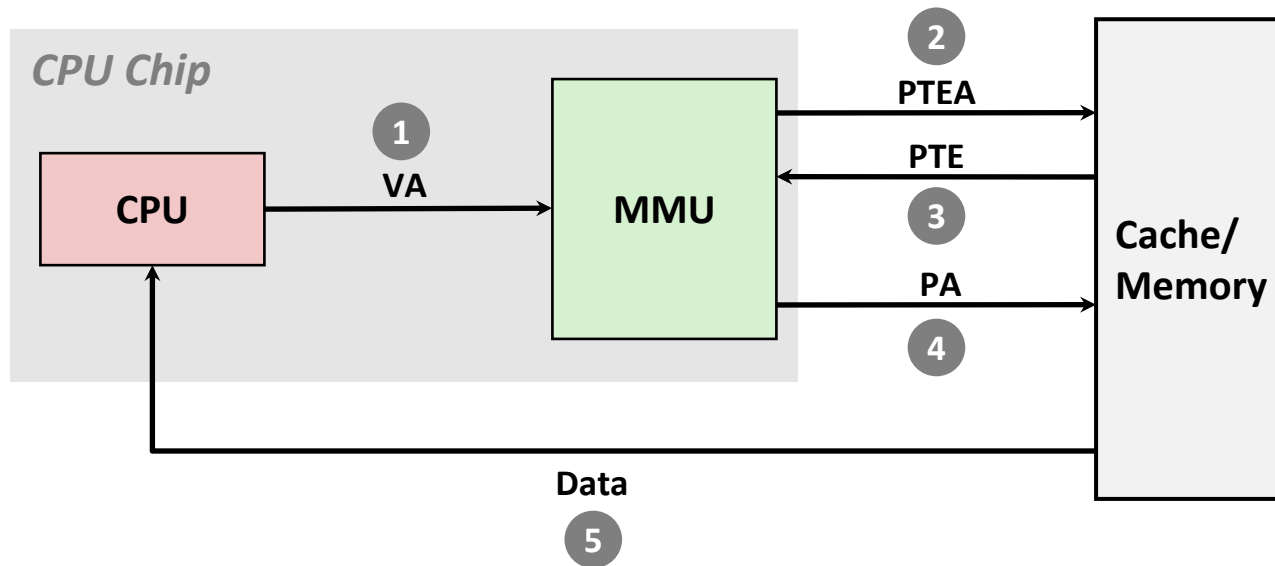 2
CPU Chip
PTEA
1
PTE
VA
CPU
MMU
3
Cache/
Memory
PA
4
Data
5